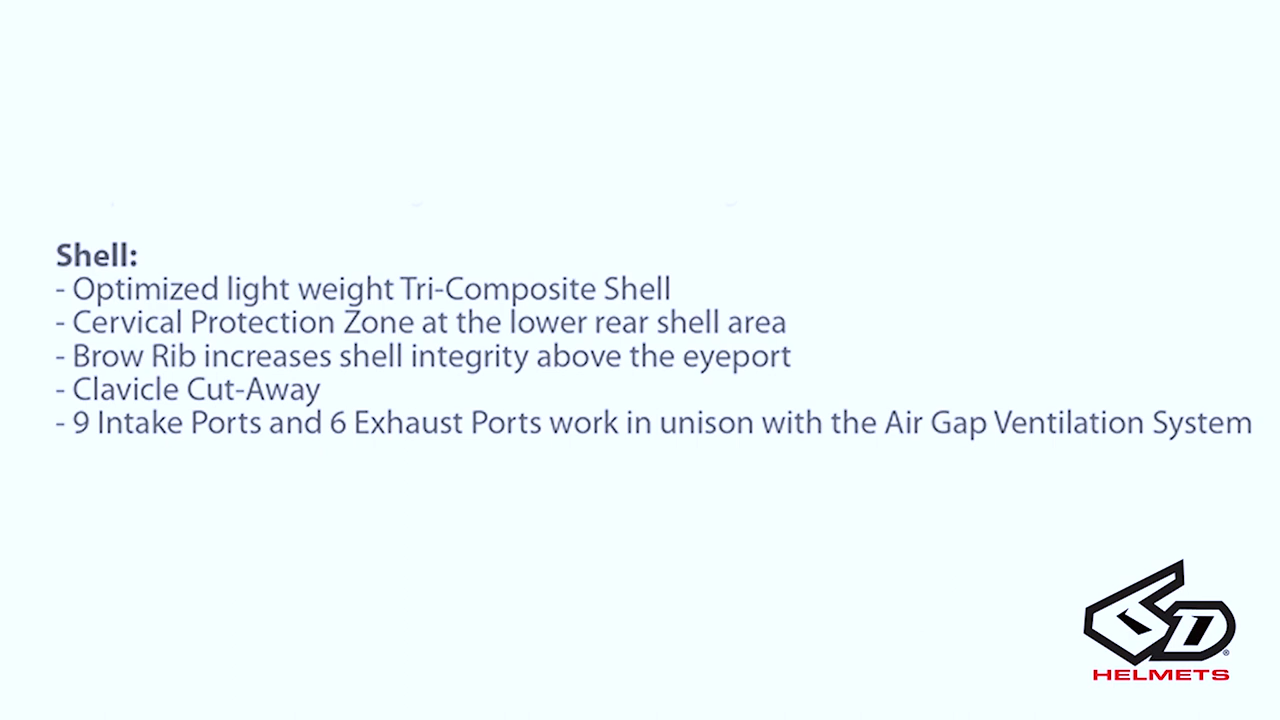 Shell:
- Optimized light weight Tri-Composite Shell
- Cervical Protection Zone at the lower rear shell area
- Brow Rib increases shell integrity above the eyeport
- Clavicle Cut-Away
- 9 Intake Ports and 6 Exhaust Ports work in unison with the Air Gap Ventilation System
6D®
HELMETS